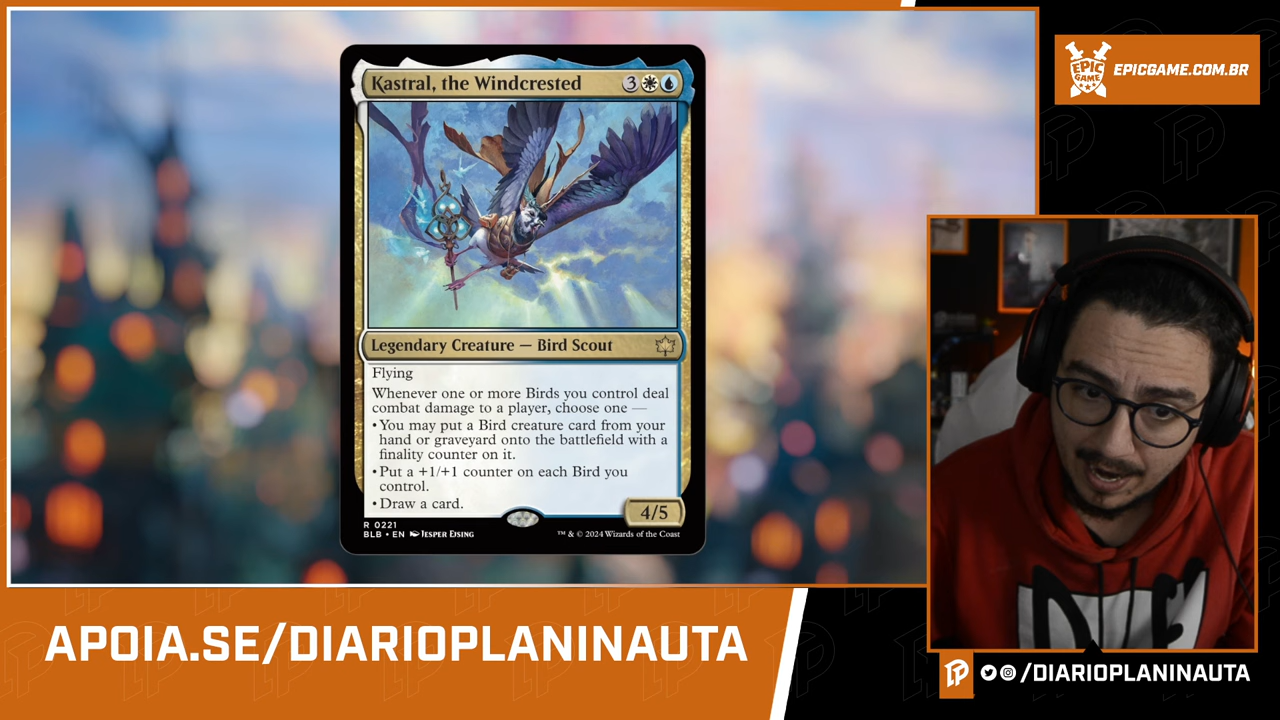 Kastral, the Windcrested 3
Legendary Creature — Bird Scout
Flying
Whenever one or more Birds you control deal
combat damage to a player, choose one —
•You may put a Bird creature card from your
hand or graveyard onto the battlefield with a
finality counter on it.
•Put a +1/+1 counter on each Bird you
control.
•Draw a card.
4/5
R 0221
BLB • EN JESPER EJSING
™ & © 2024 Wizards of the Coast
EPIC
GAME
EPICGAME.COM.BR
APOIA.SE/DIARIOPLANINAUTA
/DIARIOPLANINAUTA